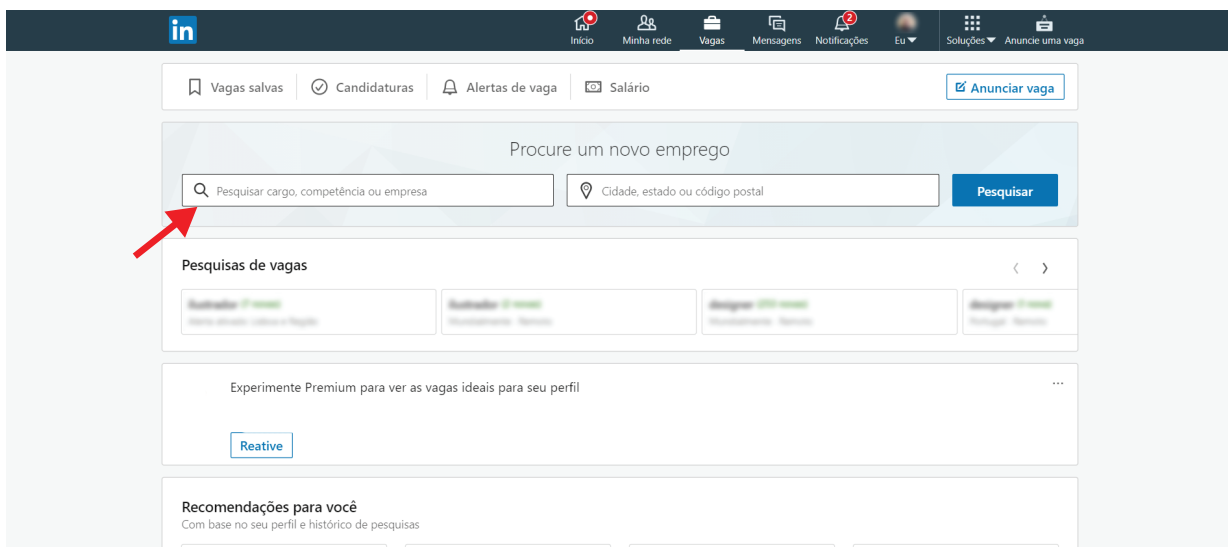 in
Início
Minha rede
Vagas
Mensagens
2
Notificações
Eu
Soluções
Anuncie uma vaga
Vagas salvas
Candidaturas
Alertas de vaga
Salário
Anunciar vaga
Procure um novo emprego
Pesquisar cargo, competência ou empresa
Cidade, estado ou código postal
Pesquisar
Pesquisas de vagas
Experimente Premium para ver as vagas ideais para seu perfil
...
Reative
Recomendações para você
Com base no seu perfil e histórico de pesquisas